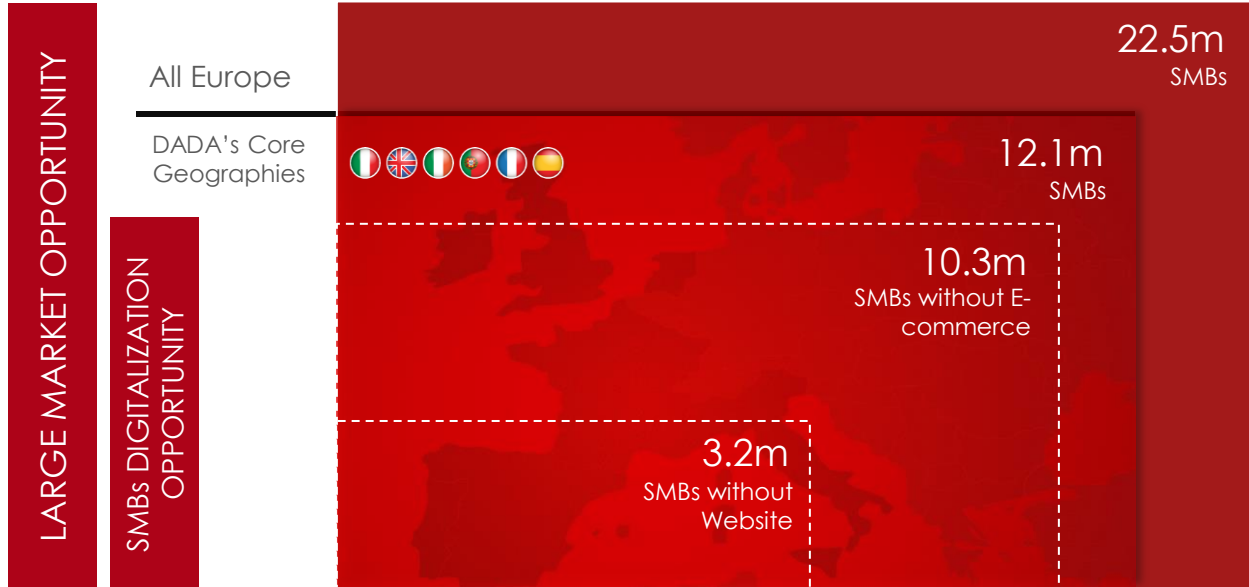 LARGE MARKET OPPORTUNITY
SMBs DIGITALIZATION
OPPORTUNITY
All Europe
DADA's Core
Geographies
22.5m
SMBs
12.1m
SMBs
10.3m
SMBs without E-
commerce
3.2m
SMBs without
Website